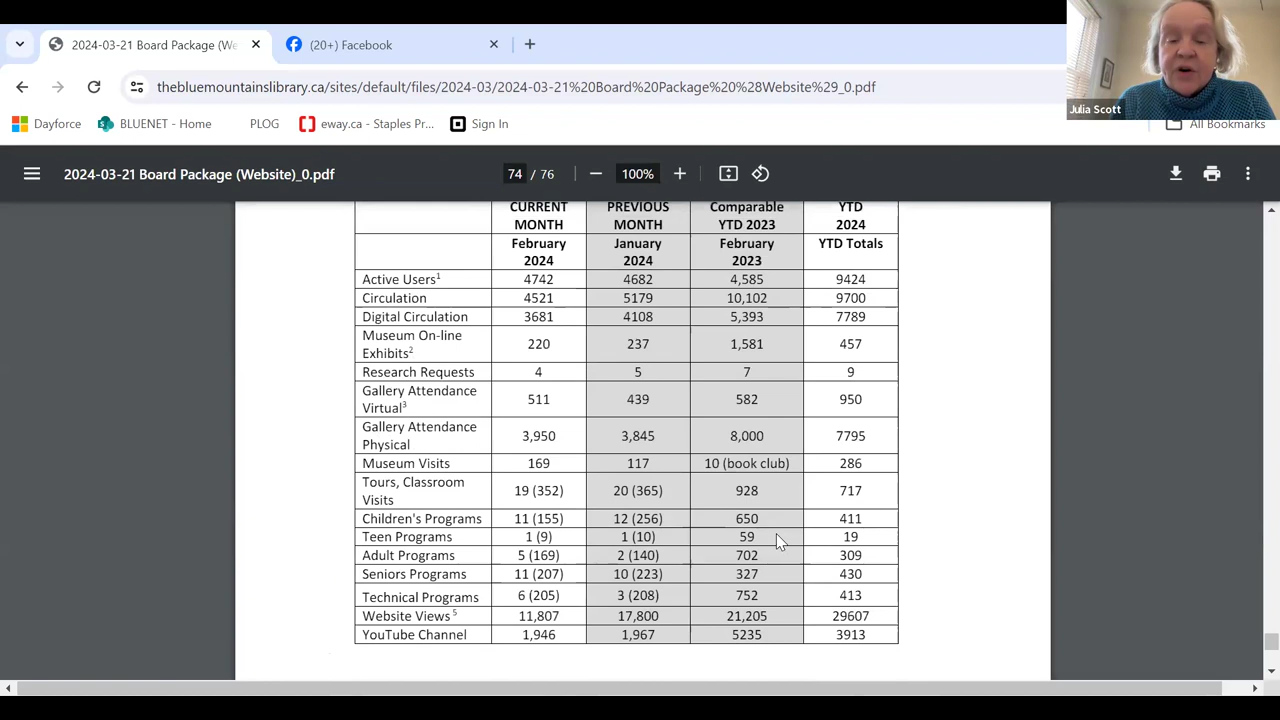 2024-03-21 Board Package (We
(20+) Facebook
thebluemountainslibrary.ca/sites/default/files/2024-03/2024-03-21%20Board%20Package%20%28Website%29_0.pdf
Julia Scott
Dayforce
BLUENET - Home
PLOG
eway.ca - Staples Pr...
Sign In
All Bookmarks
2024-03-21 Board Package (Website)_0.pdf
74 / 76
100%
CURRENT MONTH PREVIOUS MONTH Comparable YTD 2023 YTD 2024
February 2024 January 2024 February 2023 YTD Totals
Active Users1 4742 4682 4,585 9424
Circulation 4521 5179 10,102 9700
Digital Circulation 3681 4108 5,393 7789
Museum On-line Exhibits2 220 237 1,581 457
Research Requests 4 5 7 9
Gallery Attendance Virtual3 511 439 582 950
Gallery Attendance Physical 3,950 3,845 8,000 7795
Museum Visits 169 117 10 (book club) 286
Tours, Classroom Visits 19 (352) 20 (365) 928 717
Children's Programs 11 (155) 12 (256) 650 411
Teen Programs 1 (9) 1 (10) 59 19
Adult Programs 5 (169) 2 (140) 702 309
Seniors Programs 11 (207) 10 (223) 327 430
Technical Programs 6 (205) 3 (208) 752 413
Website Views 5 11,807 17,800 21,205 29607
YouTube Channel 1,946 1,967 5235 3913